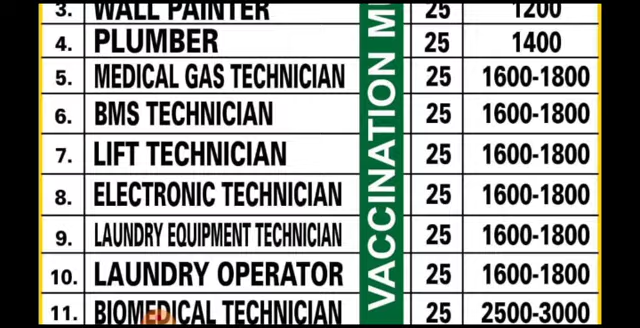 3. WALL PAINTER 25 1200
4. PLUMBER 25 1400
5. MEDICAL GAS TECHNICIAN 25 1600-1800
6. BMS TECHNICIAN 25 1600-1800
7. LIFT TECHNICIAN 25 1600-1800
8. ELECTRONIC TECHNICIAN 25 1600-1800
9. LAUNDRY EQUIPMENT TECHNICIAN 25 1600-1800
10. LAUNDRY OPERATOR 25 1600-1800
11. BIOMEDICAL TECHNICIAN 25 2500-3000
VACCINATION